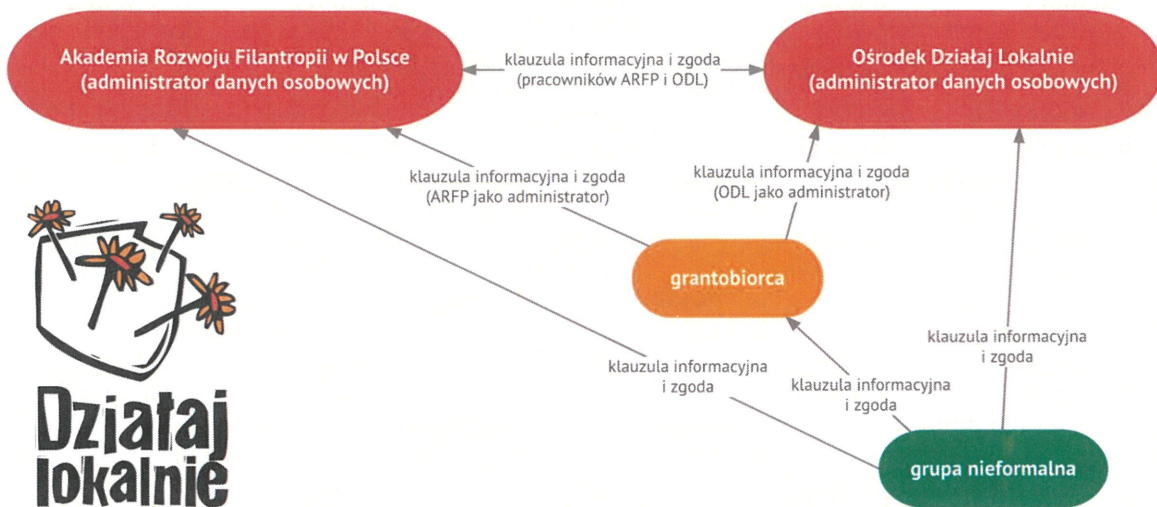 Akademia Rozwoju Filantropii w Polsce
(administrator danych osobowych)
klauzula informacyjna i zgoda
(pracowników ARFP i ODL)
Ośrodek Działaj Lokalnie
(administrator danych osobowych)
klauzula informacyjna i zgoda
(ARFP jako administrator)
klauzula informacyjna i zgoda
(ODL jako administrator)
grantobiorca
klauzula informacyjna
i zgoda
klauzula informacyjna
i zgoda
klauzula informacyjna
i zgoda
grupa nieformalna
Działaj
lokalnie